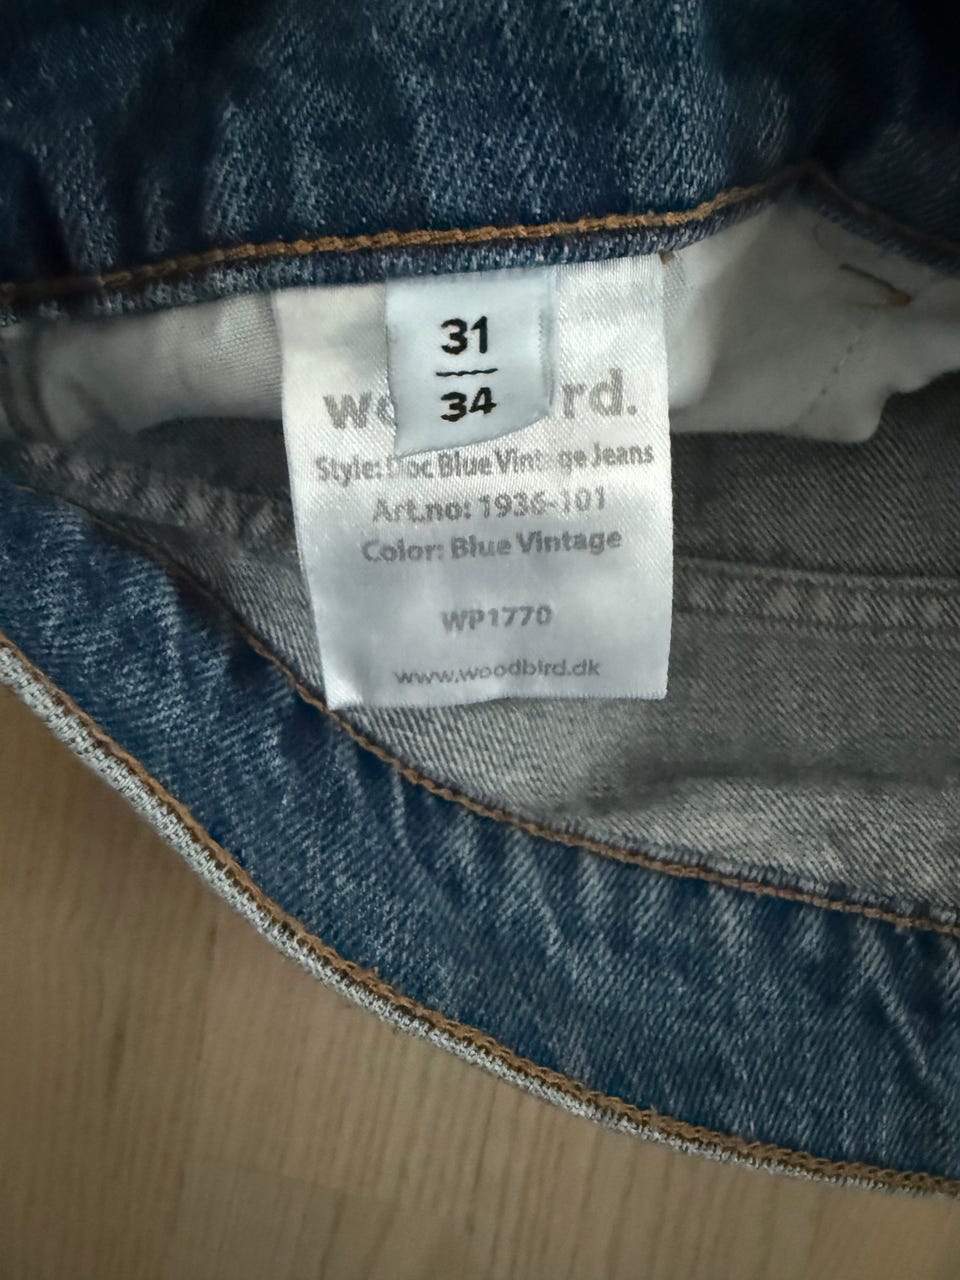 31
34
Style: Doc Blue Vintage Jeans
Art.no: 1936-101
Color: Blue Vintage
WP1770
www.woodbird.dk